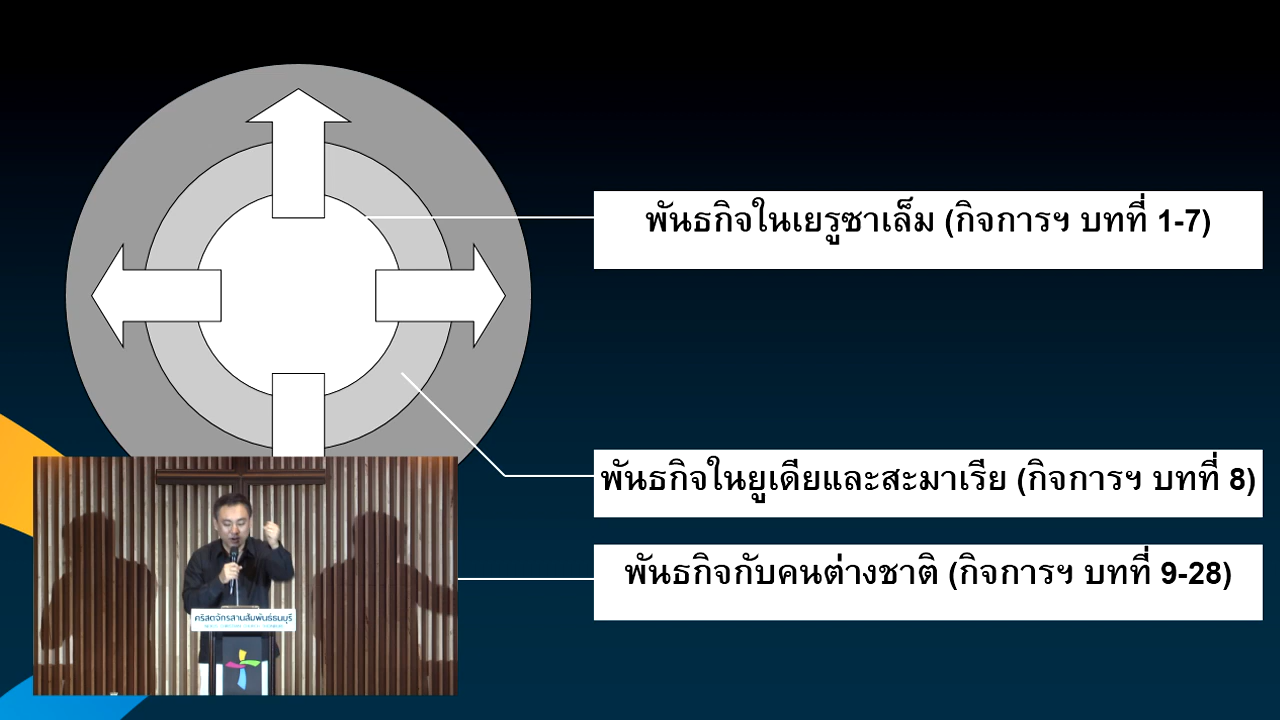 พันธกิจในเยรูซาเล็ม (กิจการฯ บทที่ 1-7)
พันธกิจในยูเดียและสะมาเรีย (กิจการฯ บทที่ 8)
พันธกิจกับคนต่างชาติ (กิจการฯ บทที่ 9-28)
คริสตจักรสานสัมพันธ์ธนบุรี